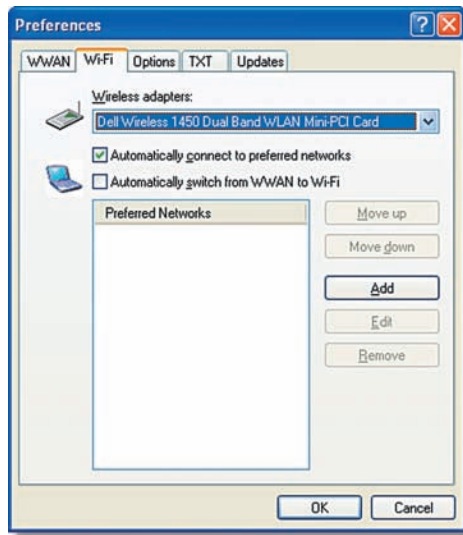 Preferences
WWAN Wi-Fi Options TXT Updates
Wireless adapters:
Dell Wireless 1450 Dual Band WLAN Mini-PCI Card
Automatically connect to preferred networks
Automatically switch from WWAN to Wi-Fi
Preferred Networks
Move up
Move down
Add
Edit
Remove
OK Cancel